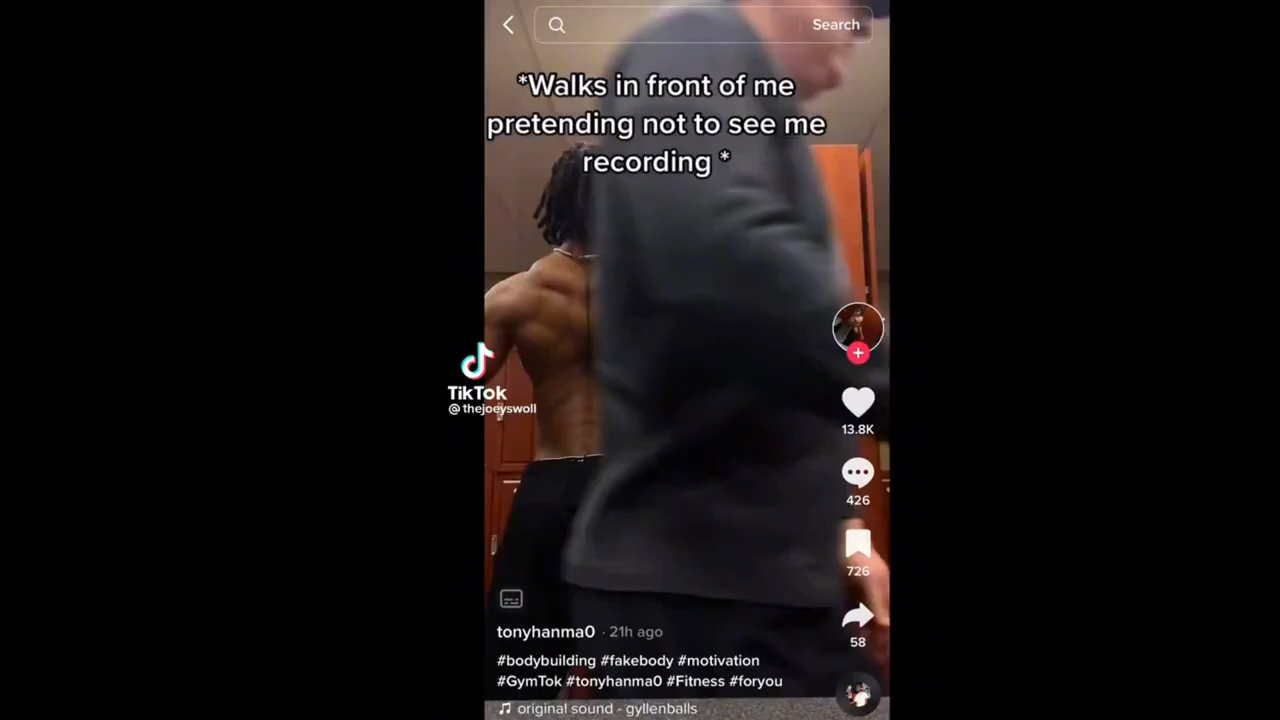 Search
*Walks in front of me
pretending not to see me
recording *
TikTok
@thejoeyswoll
13.8K
426
726
58
tonyhanma0 · 21h ago
#bodybuilding #fakebody #motivation
#GymTok #tonyhanma0 #Fitness #foryou
original sound - gyllenballs